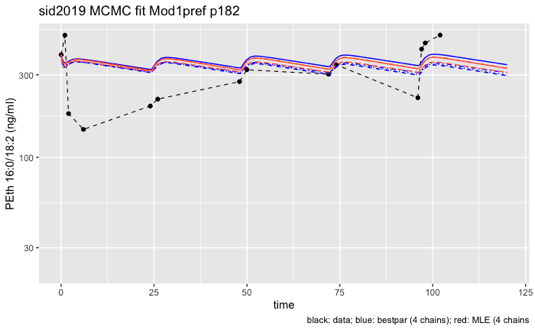 sid2019 MCMC fit Mod1pref p182
PEth 16:0/18:2 (ng/ml)
300
100
30
0
25
50
75
100
125
time
black: data; blue: bestpar (4 chains); red: MLE (4 chains